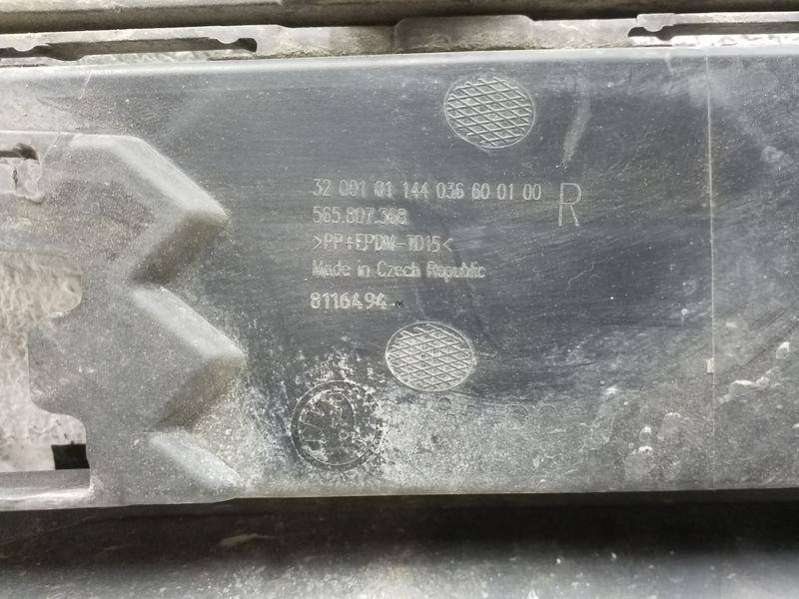 32 001 01 144 036 60 01 00 R
565.807.368
>PP+EPDM-TD15<
Made in Czech Republic
8116494